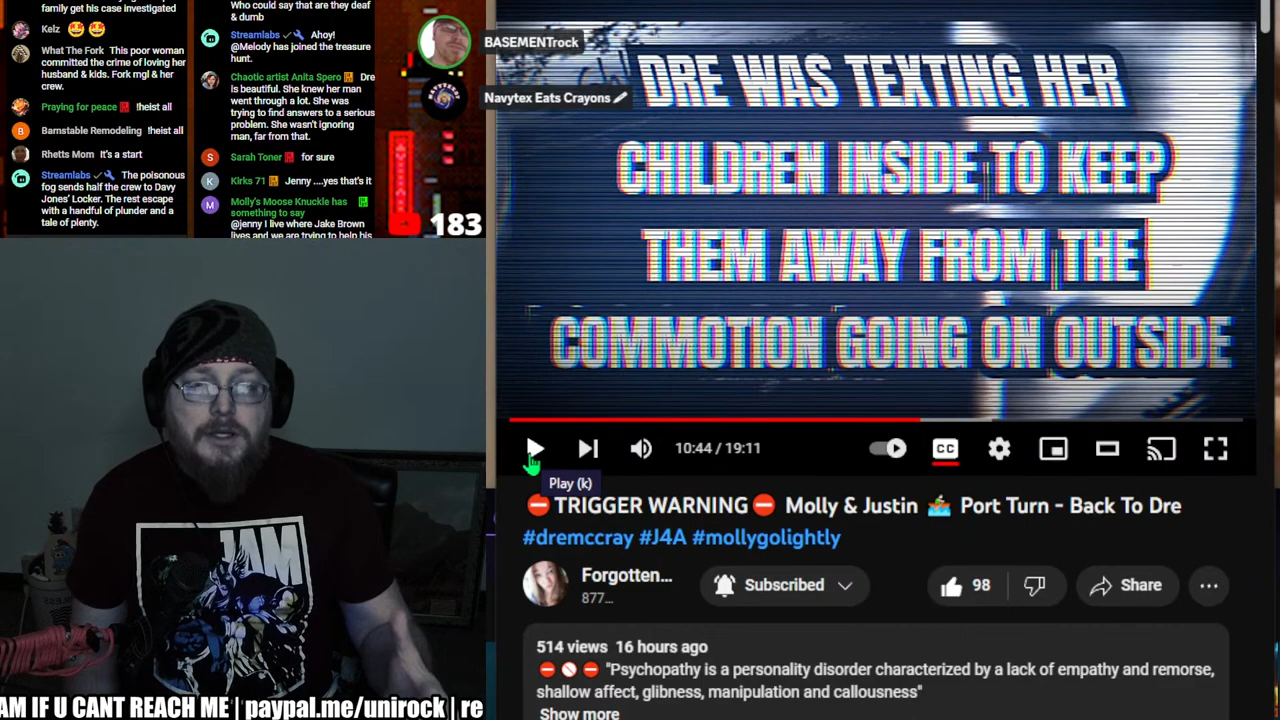 family get his case investigated
Kelz
What The Fork This poor woman
committed the crime of loving her
husband & kids. Fork mgl & her
crew.
Praying for peace !heist all
Barnstable Remodeling !heist all
Rhetts Mom It's a start
Streamlabs The poisonous
fog sends half the crew to Davy
Jones' Locker. The rest escape
with a handful of plunder and a
tale of plenty.
Who could say that are they deaf
& dumb
Streamlabs Ahoy!
@Melody has joined the treasure
hunt.
Chaotic artist Anita Spero Dre
is beautiful. She knew her man
went through a lot. She was
trying to find answers to a serious
problem. She wasn't ignoring
man, far from that.
Sarah Toner for sure
Kirks 71 Jenny ....yes that's it
Molly's Moose Knuckle has
something to say
@jenny I live where Jake Brown
lives and we are trying to help his
183
BASEMENTrock
Navytex Eats Crayons
DRE WAS TEXTING HER
CHILDREN INSIDE TO KEEP
THEM AWAY FROM THE
COMMOTION GOING ON OUTSIDE
10:44 / 19:11
CC
Play (k)
TRIGGER WARNING Molly & Justin Port Turn - Back To Dre
#dremccray #J4A #mollygolightly
Forgotten...
877...
Subscribed
98
Share
514 views 16 hours ago
"Psychopathy is a personality disorder characterized by a lack of empathy and remorse,
shallow affect, glibness, manipulation and callousness"
Show more
JAM
AM IF U CANT REACH ME | paypal.me/unirock | re